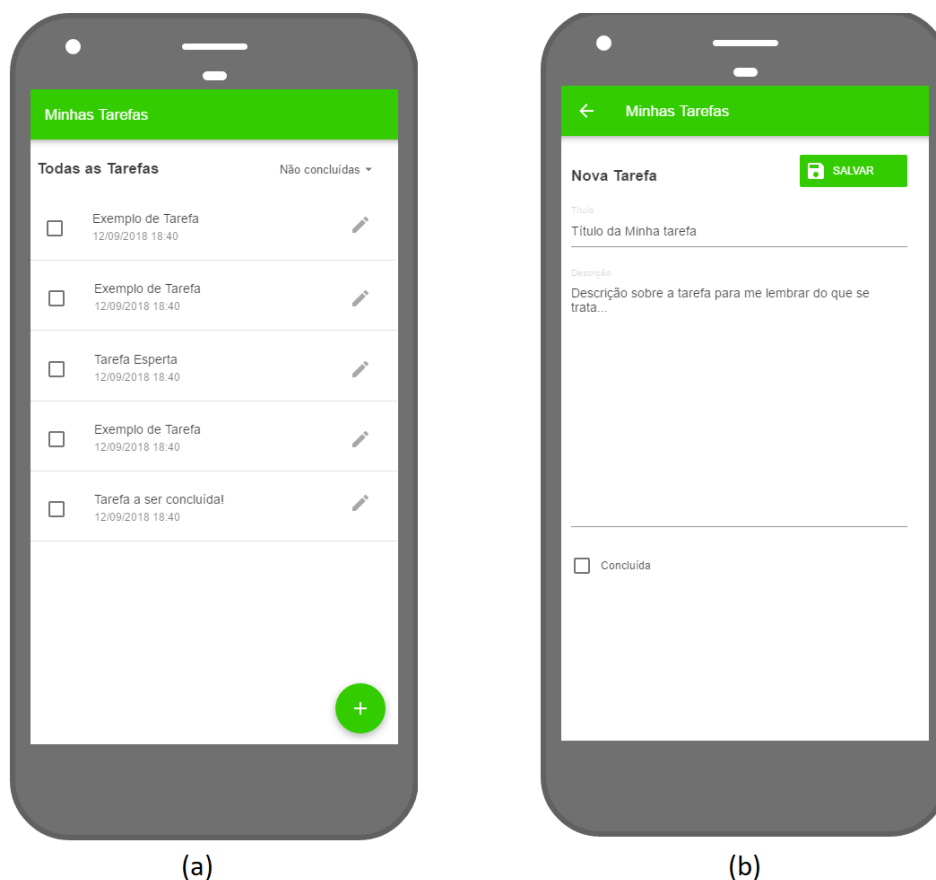 Minhas Tarefas
Todas as Tarefas
Não concluídas
Exemplo de Tarefa
12/09/2018 18:40
Exemplo de Tarefa
12/09/2018 18:40
Tarefa Esperta
12/09/2018 18:40
Exemplo de Tarefa
12/09/2018 18:40
Tarefa a ser concluída!
12/09/2018 18:40
+
(a)
Minhas Tarefas
Nova Tarefa
SALVAR
Título
Título da Minha tarefa
Descrição
Descrição sobre a tarefa para me lembrar do que se
trata...
Concluída
(b)